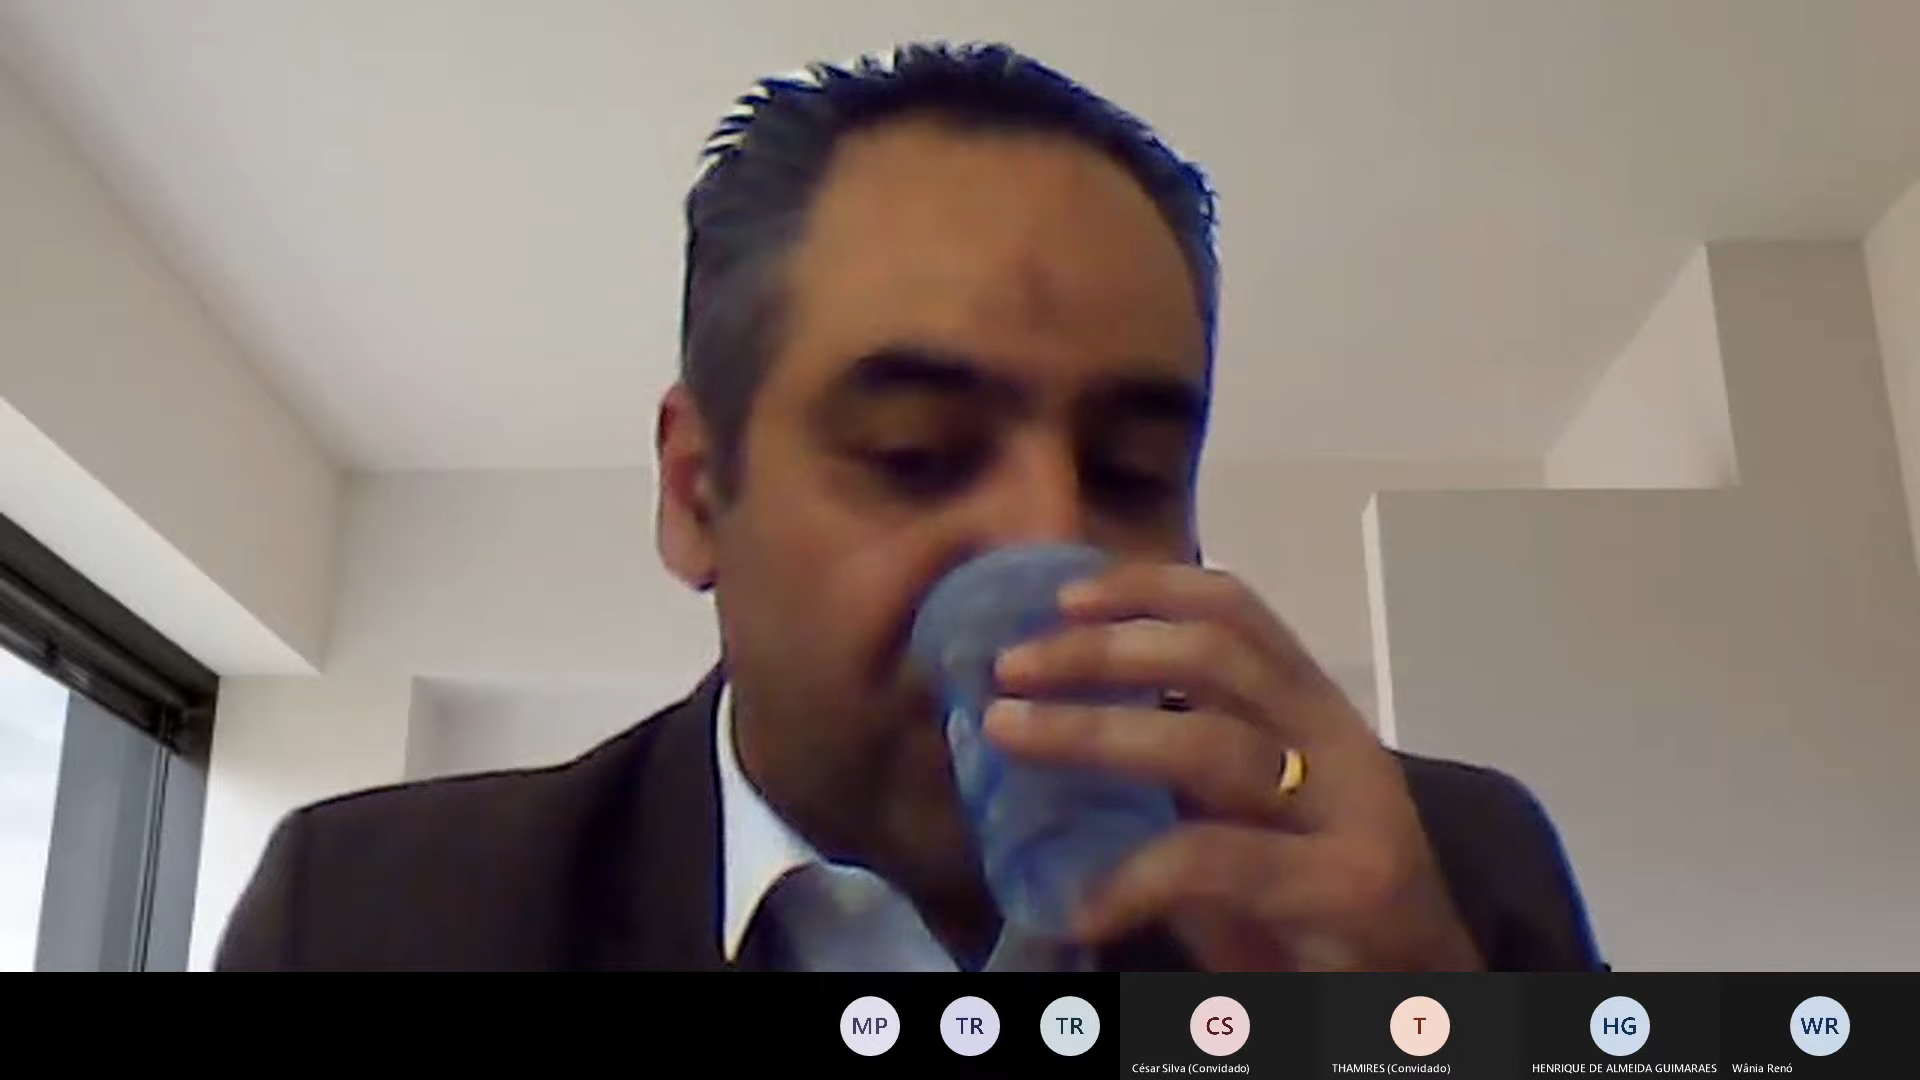 MP
TR
TR
CS
T
HG
WR
César Silva (Convidado)
THAMIRES (Convidado)
HENRIQUE DE ALMEIDA GUIMARAES
Wânia Renó